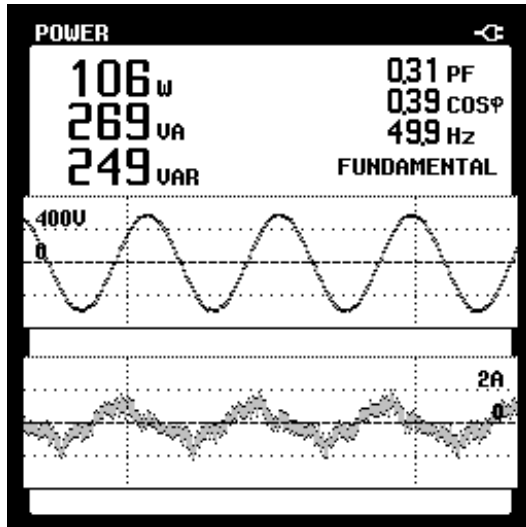 POWER
106 W
269 VA
249 VAR
0.31 PF
0.39 COSφ
49.9 Hz
FUNDAMENTAL
400V
0
2A
0